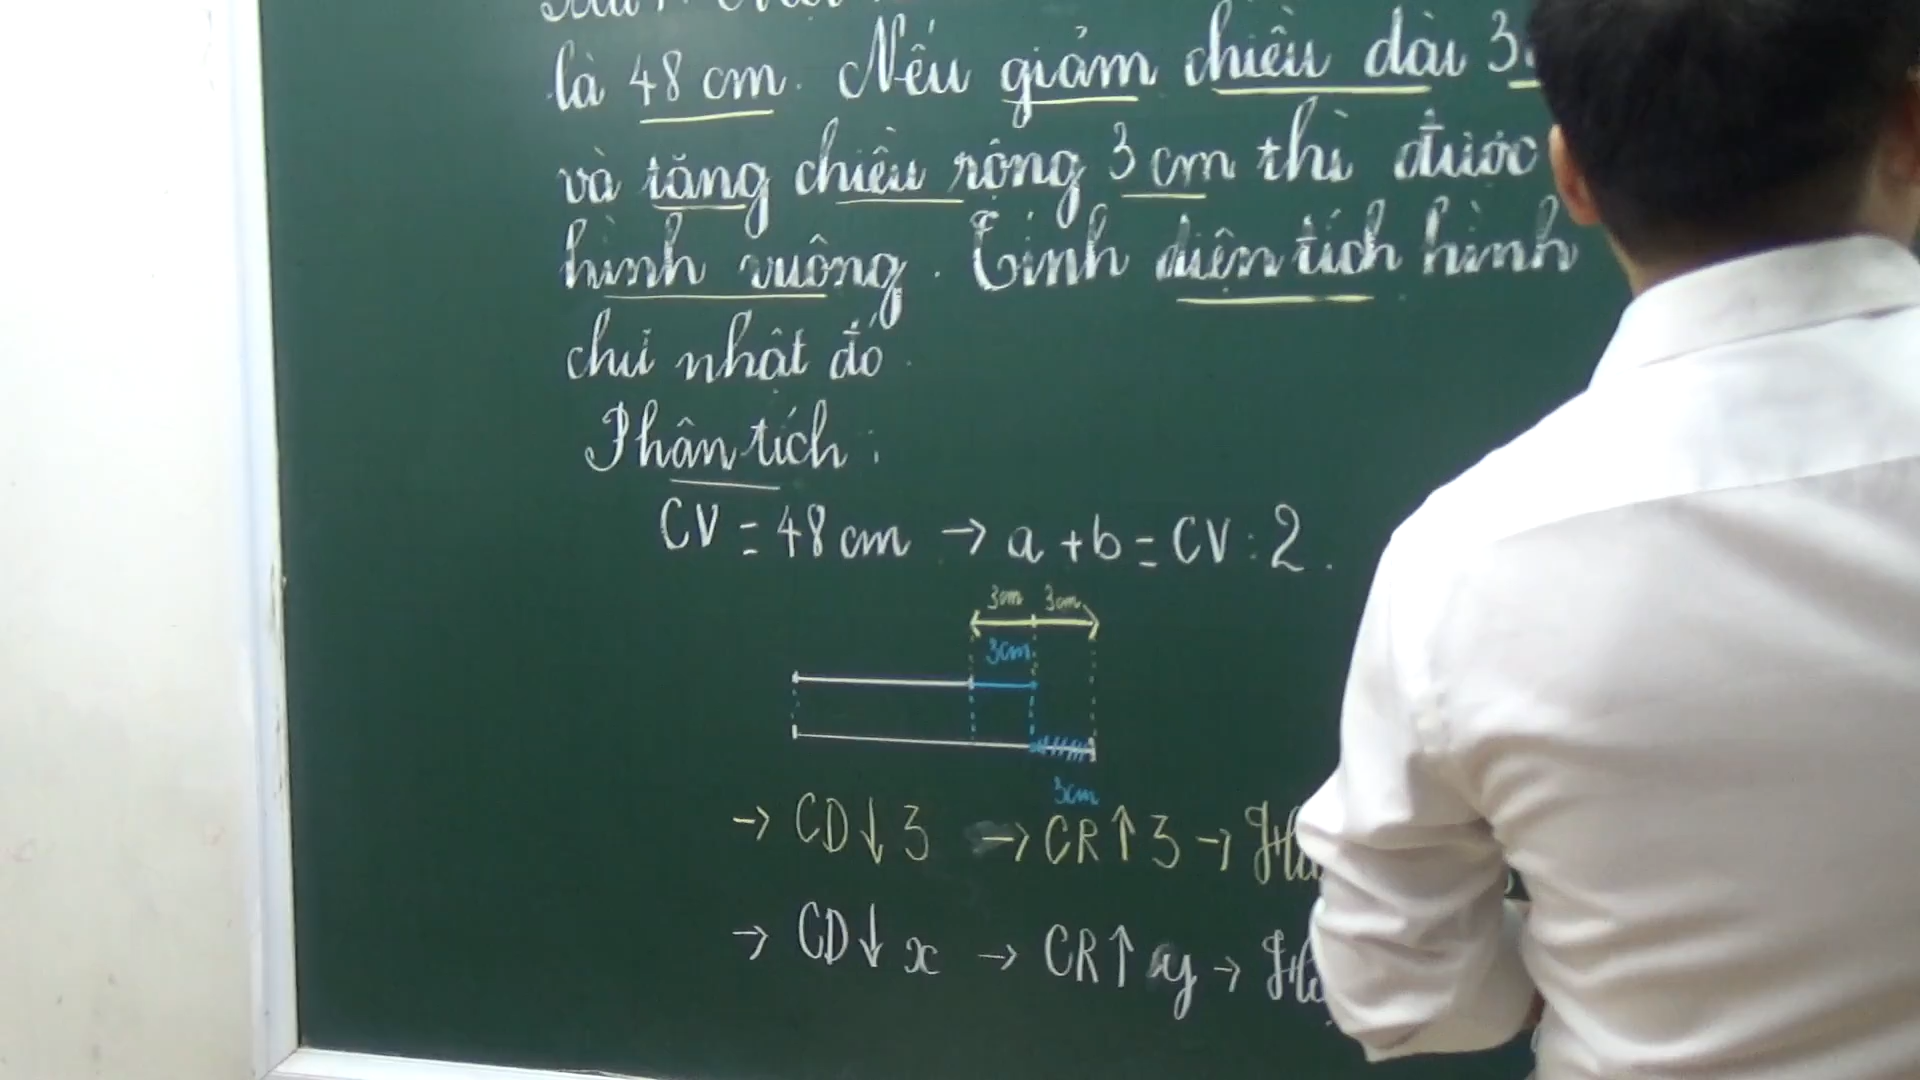 là 48 cm. Nếu giảm chiều dài 3
và tăng chiều rộng 3 cm thì được
hình vuông. Tính diện tích hình
chữ nhật đó.
Phân tích:
CV = 48 cm → a + b = CV : 2.
3cm 3cm
3cm
3cm
→ CD↓ 3 → CR↑ 3 →
→ CD↓ x → CR↑ y →